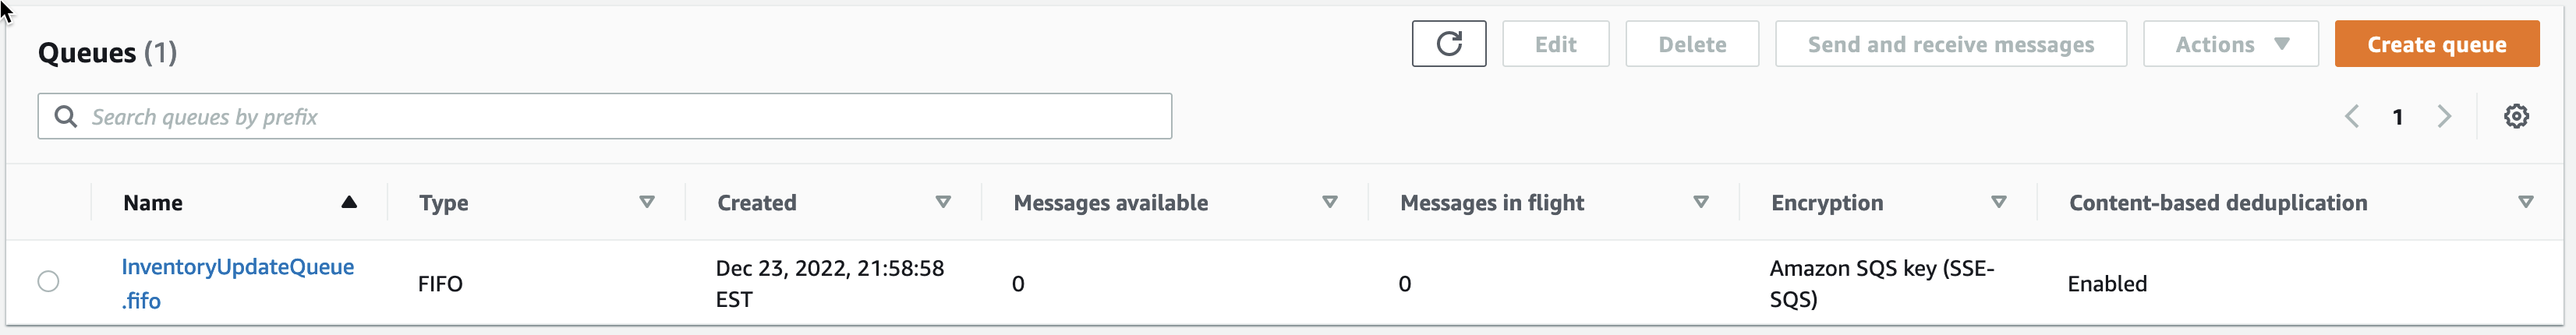 Queues (1)
Edit
Delete
Send and receive messages
Actions
Create queue
Search queues by prefix
1
Name
Type
Created
Messages available
Messages in flight
Encryption
Content-based deduplication
InventoryUpdateQueue
.fifo
FIFO
Dec 23, 2022, 21:58:58
EST
0
0
Amazon SQS key (SSE-
SQS)
Enabled